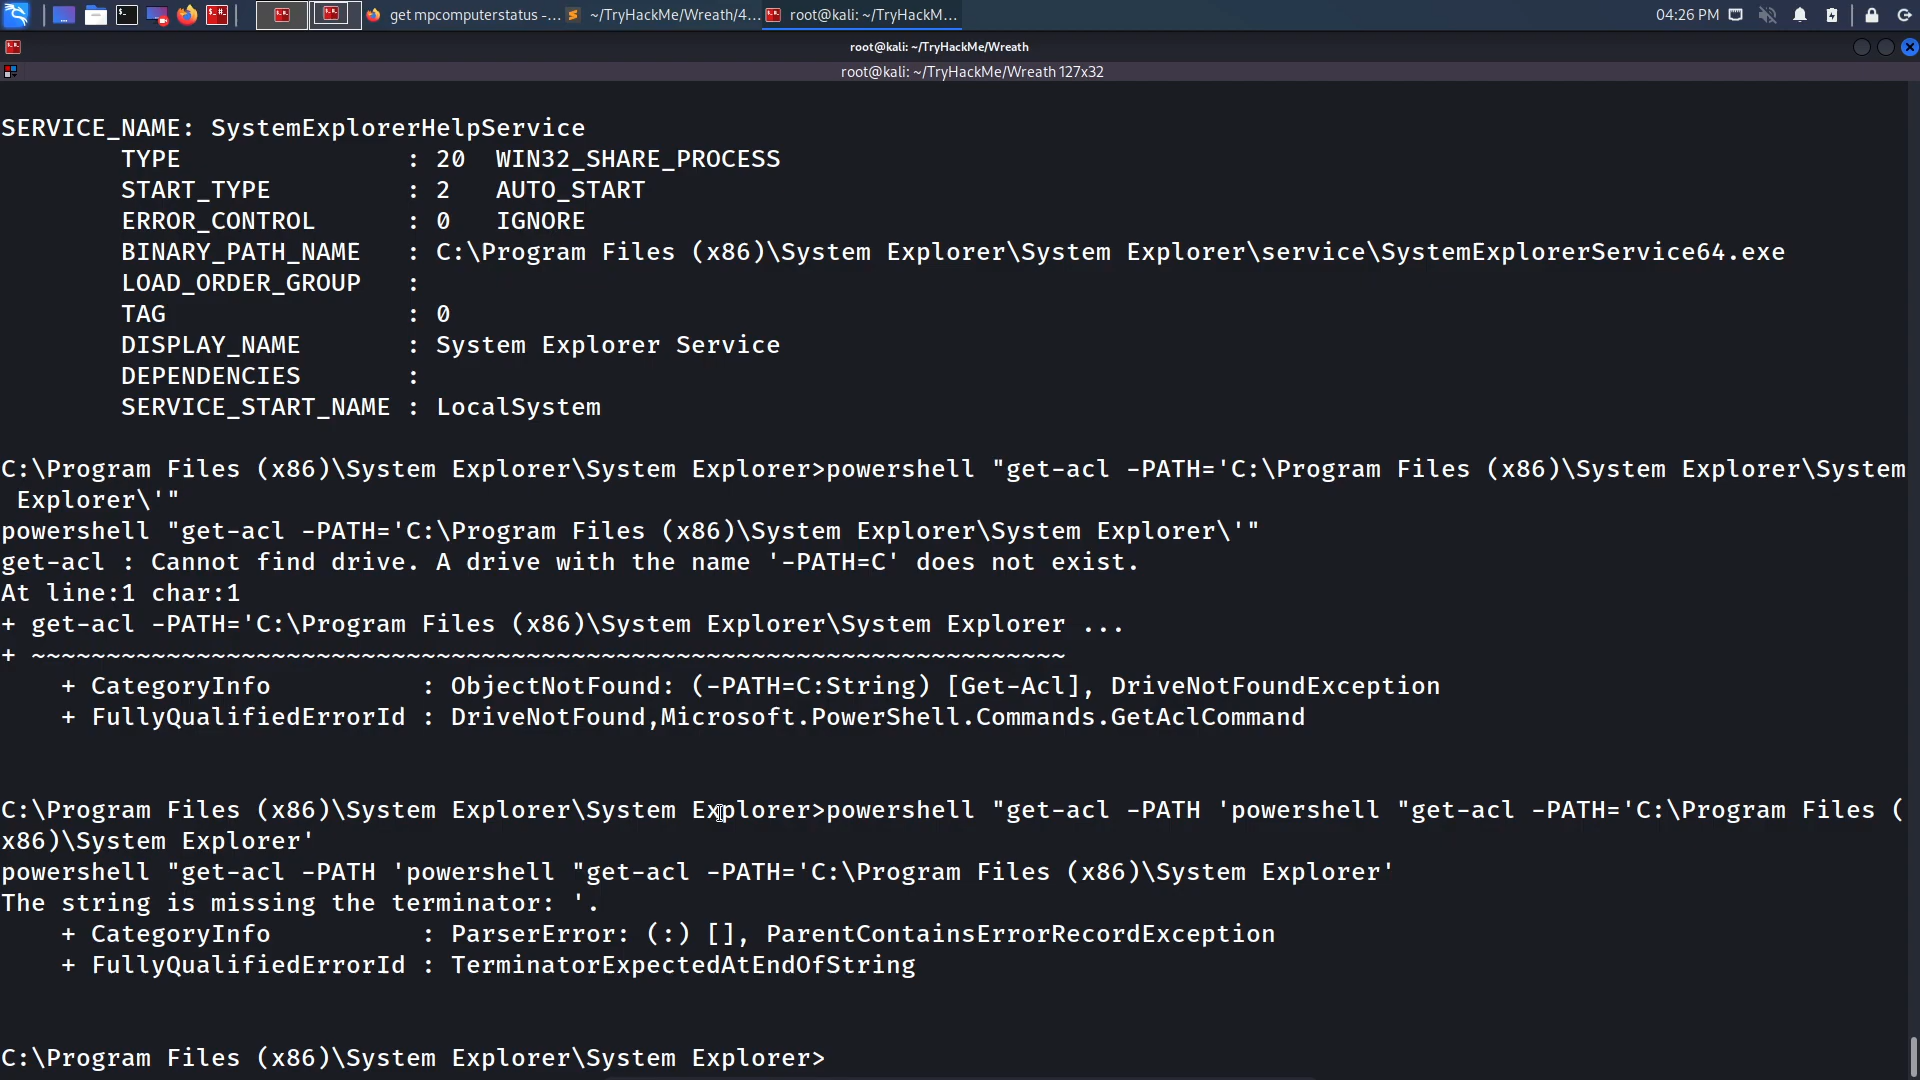 get mpcomputerstatus -...
~/TryHackMe/Wreath/4...
root@kali: ~/TryHackM...
04:26 PM
root@kali: ~/TryHackMe/Wreath
root@kali: ~/TryHackMe/Wreath 127x32
SERVICE_NAME: SystemExplorerHelpService
        TYPE               : 20  WIN32_SHARE_PROCESS
        START_TYPE         : 2   AUTO_START
        ERROR_CONTROL      : 0   IGNORE
        BINARY_PATH_NAME   : C:\Program Files (x86)\System Explorer\System Explorer\service\SystemExplorerService64.exe
        LOAD_ORDER_GROUP   :
        TAG                : 0
        DISPLAY_NAME       : System Explorer Service
        DEPENDENCIES       :
        SERVICE_START_NAME : LocalSystem
C:\Program Files (x86)\System Explorer\System Explorer>powershell "get-acl -PATH='C:\Program Files (x86)\System Explorer\System
 Explorer\'"
powershell "get-acl -PATH='C:\Program Files (x86)\System Explorer\System Explorer\'"
get-acl : Cannot find drive. A drive with the name '-PATH=C' does not exist.
At line:1 char:1
+ get-acl -PATH='C:\Program Files (x86)\System Explorer\System Explorer ...
+ ~~~~~~~~~~~~~~~~~~~~~~~~~~~~~~~~~~~~~~~~~~~~~~~~~~~~~~~~~~~~~~~~~~~~~
    + CategoryInfo          : ObjectNotFound: (-PATH=C:String) [Get-Acl], DriveNotFoundException
    + FullyQualifiedErrorId : DriveNotFound,Microsoft.PowerShell.Commands.GetAclCommand
C:\Program Files (x86)\System Explorer\System Explorer>powershell "get-acl -PATH 'powershell "get-acl -PATH='C:\Program Files (
x86)\System Explorer'
powershell "get-acl -PATH 'powershell "get-acl -PATH='C:\Program Files (x86)\System Explorer'
The string is missing the terminator: '.
    + CategoryInfo          : ParserError: (:) [], ParentContainsErrorRecordException
    + FullyQualifiedErrorId : TerminatorExpectedAtEndOfString
C:\Program Files (x86)\System Explorer\System Explorer>